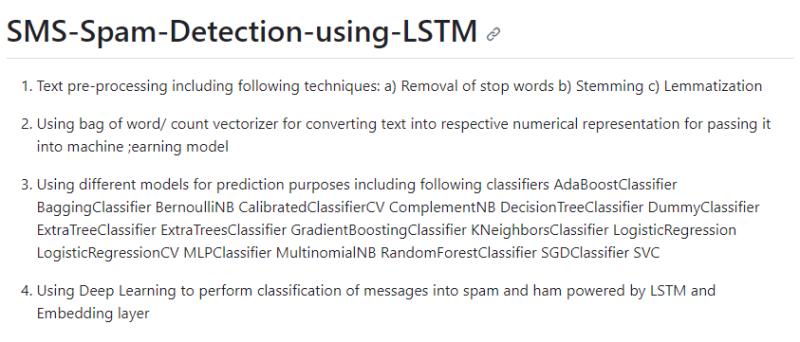 SMS-Spam-Detection-using-LSTM
1. Text pre-processing including following techniques: a) Removal of stop words b) Stemming c) Lemmatization
2. Using bag of word/ count vectorizer for converting text into respective numerical representation for passing it
into machine ;earning model
3. Using different models for prediction purposes including following classifiers AdaBoostClassifier
BaggingClassifier BernoulliNB CalibratedClassifierCV ComplementNB DecisionTreeClassifier DummyClassifier
ExtraTreeClassifier ExtraTreesClassifier GradientBoostingClassifier KNeighborsClassifier LogisticRegression
LogisticRegressionCV MLPClassifier MultinomialNB RandomForestClassifier SGDClassifier SVC
4. Using Deep Learning to perform classification of messages into spam and ham powered by LSTM and
Embedding layer